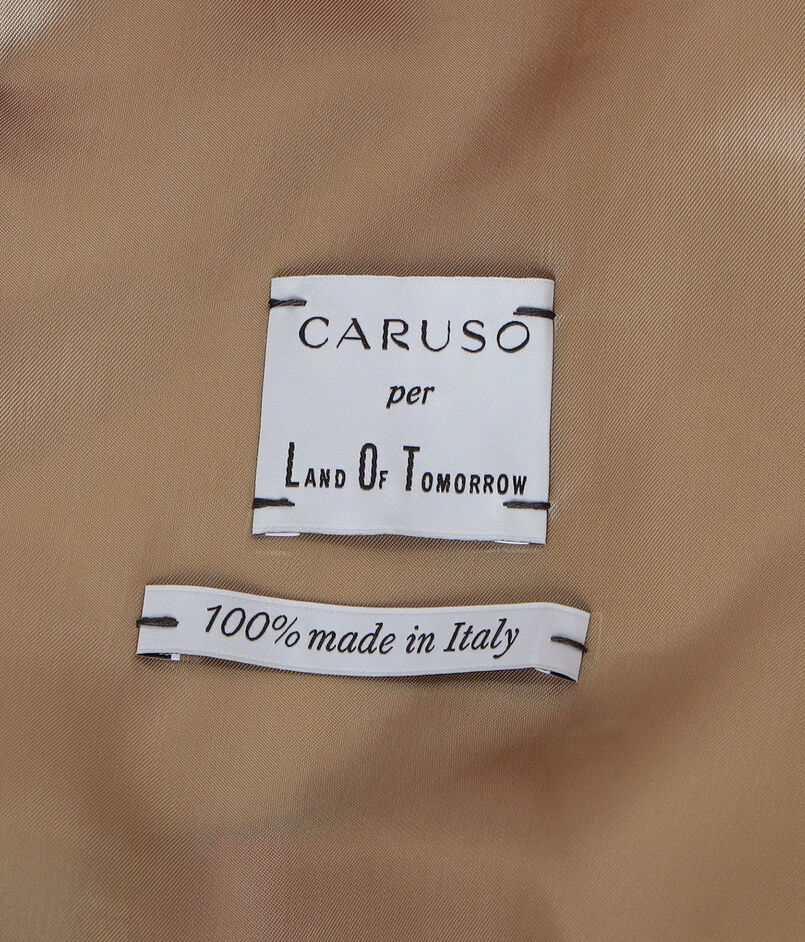 CARUSO
per
LAND OF TOMORROW
100% made in Italy